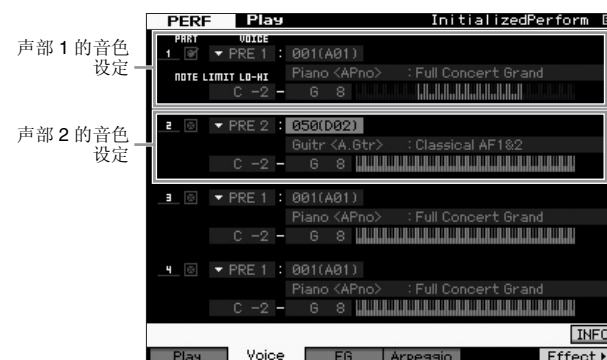 PERF Play InitializedPerform
声部 1 的音色
设定
PART VOICE
1 PRE 1 : 001(A01)
Piano <APno> : Full Concert Grand
NOTE LIMIT LO-HI
C -2 - G 8
声部 2 的音色
设定
2 PRE 2 : 050(D02)
Guitr <A.Gtr> : Classical AF1&2
C -2 - G 8
3 PRE 1 : 001(A01)
Piano <APno> : Full Concert Grand
C -2 - G 8
4 PRE 1 : 001(A01)
Piano <APno> : Full Concert Grand
C -2 - G 8
INFO
Play Voice EG Arpeggio Effect